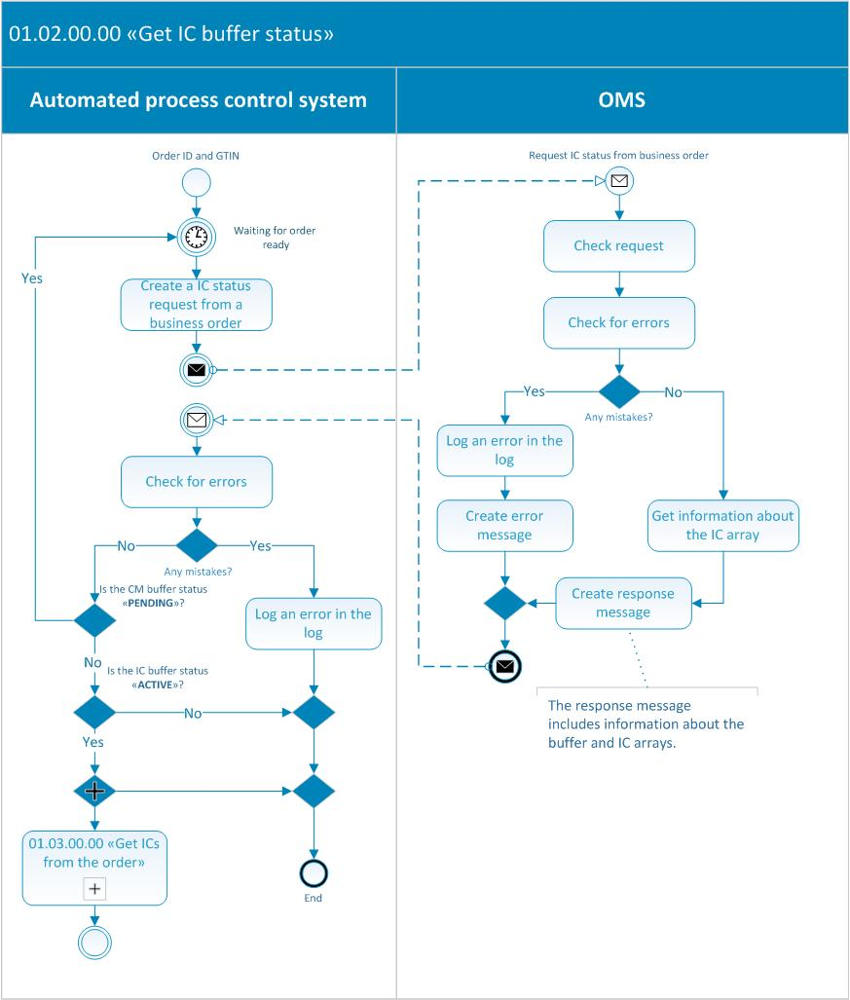 01.02.00.00 «Get IC buffer status»
Automated process control system
OMS
Order ID and GTIN
Waiting for order
ready
Yes
Create a IC status
request from a
business order
Check for errors
No
Yes
Any mistakes?
Is the CM buffer status
«PENDING»?
Log an error in the
log
No
Is the IC buffer status
«ACTIVE»?
No
Yes
01.03.00.00 «Get ICs
from the order»
End
Request IC status from business order
Check request
Check for errors
Yes
No
Any mistakes?
Log an error in the
log
Create error
message
Get information about
the IC array
Create response
message
The response message
includes information about the
buffer and IC arrays.